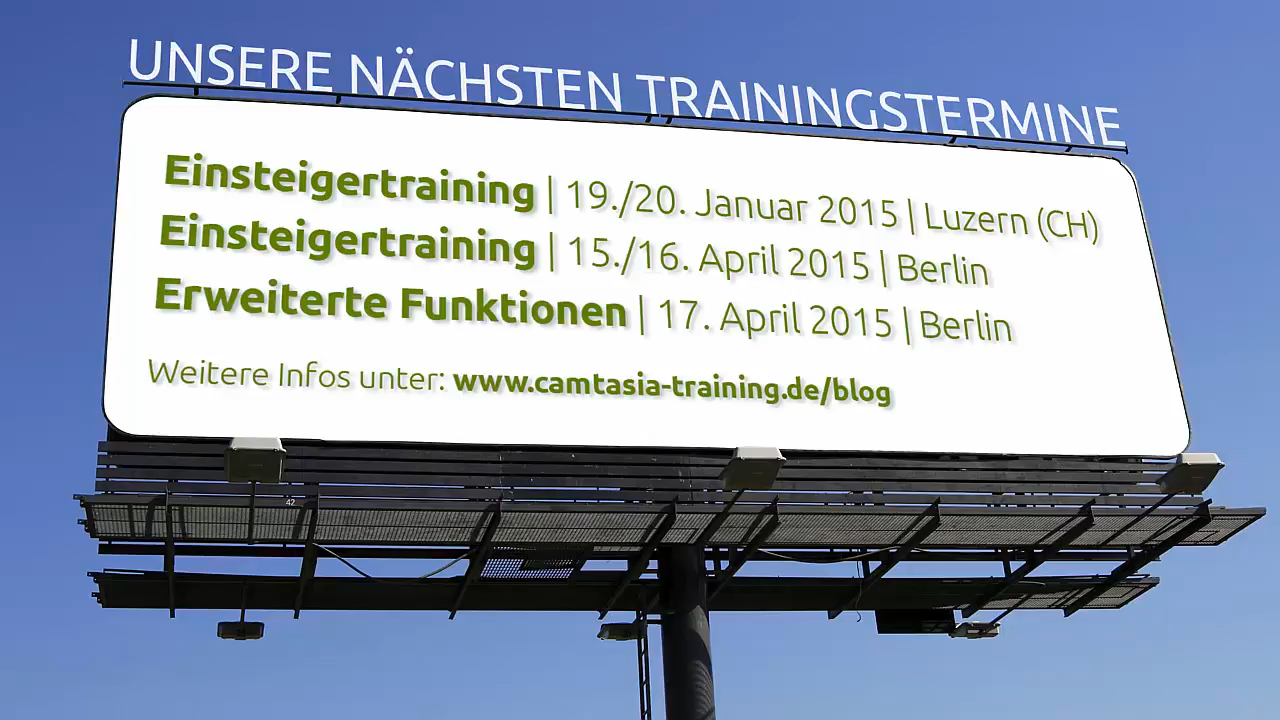 UNSERE NÄCHSTEN TRAININGSTERMINE
Einsteigertraining | 19./20. Januar 2015 | Luzern (CH)
Einsteigertraining | 15./16. April 2015 | Berlin
Erweiterte Funktionen | 17. April 2015 | Berlin
Weitere Infos unter: www.camtasia-training.de/blog
42